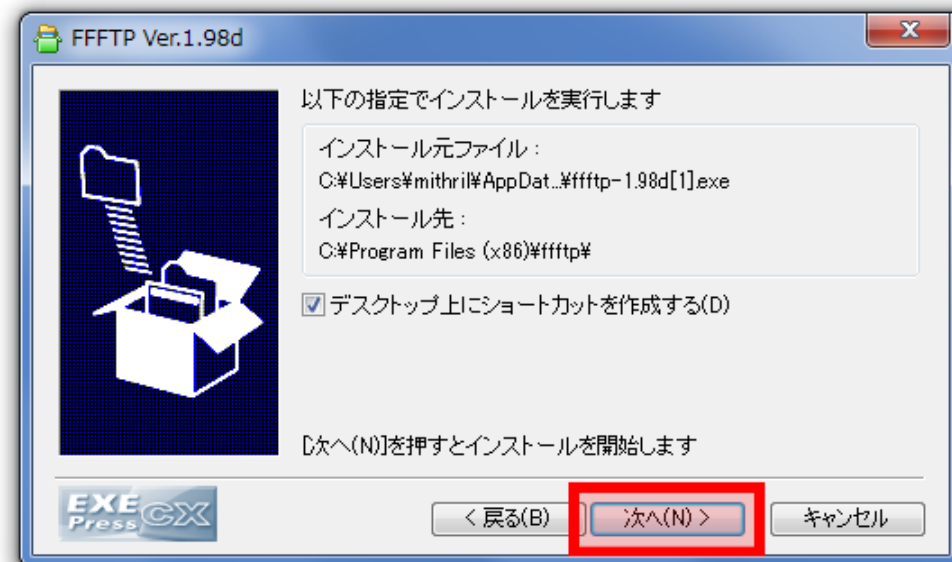 FFFTP Ver.1.98d
以下の指定でインストールを実行します
インストール元ファイル：
C:¥Users¥mithril¥AppDat...¥ffftp-1.98d[1].exe
インストール先：
C:¥Program Files (x86)¥ffftp¥
デスクトップ上にショートカットを作成する(D)
[次へ(N)]を押すとインストールを開始します
EXE Press CX
< 戻る(B)
次へ(N) >
キャンセル